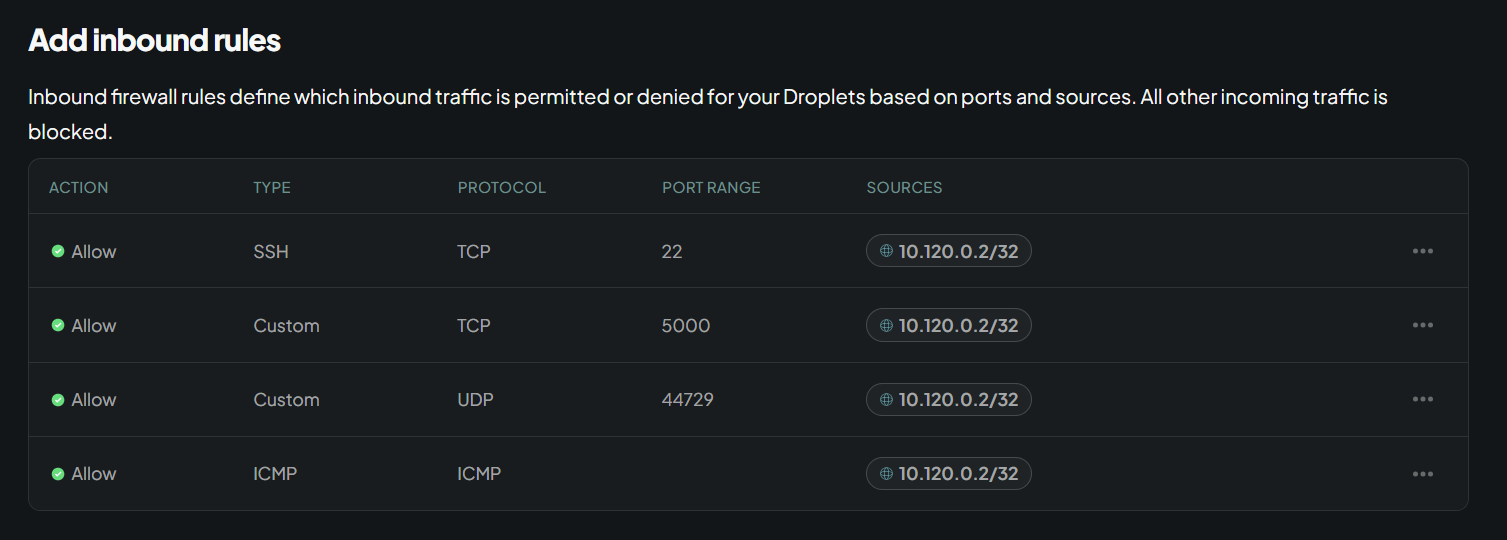 Add inbound rules
Inbound firewall rules define which inbound traffic is permitted or denied for your Droplets based on ports and sources. All other incoming traffic is
blocked.
ACTION TYPE PROTOCOL PORT RANGE SOURCES
Allow SSH TCP 22 10.120.0.2/32
Allow Custom TCP 5000 10.120.0.2/32
Allow Custom UDP 44729 10.120.0.2/32
Allow ICMP ICMP 10.120.0.2/32